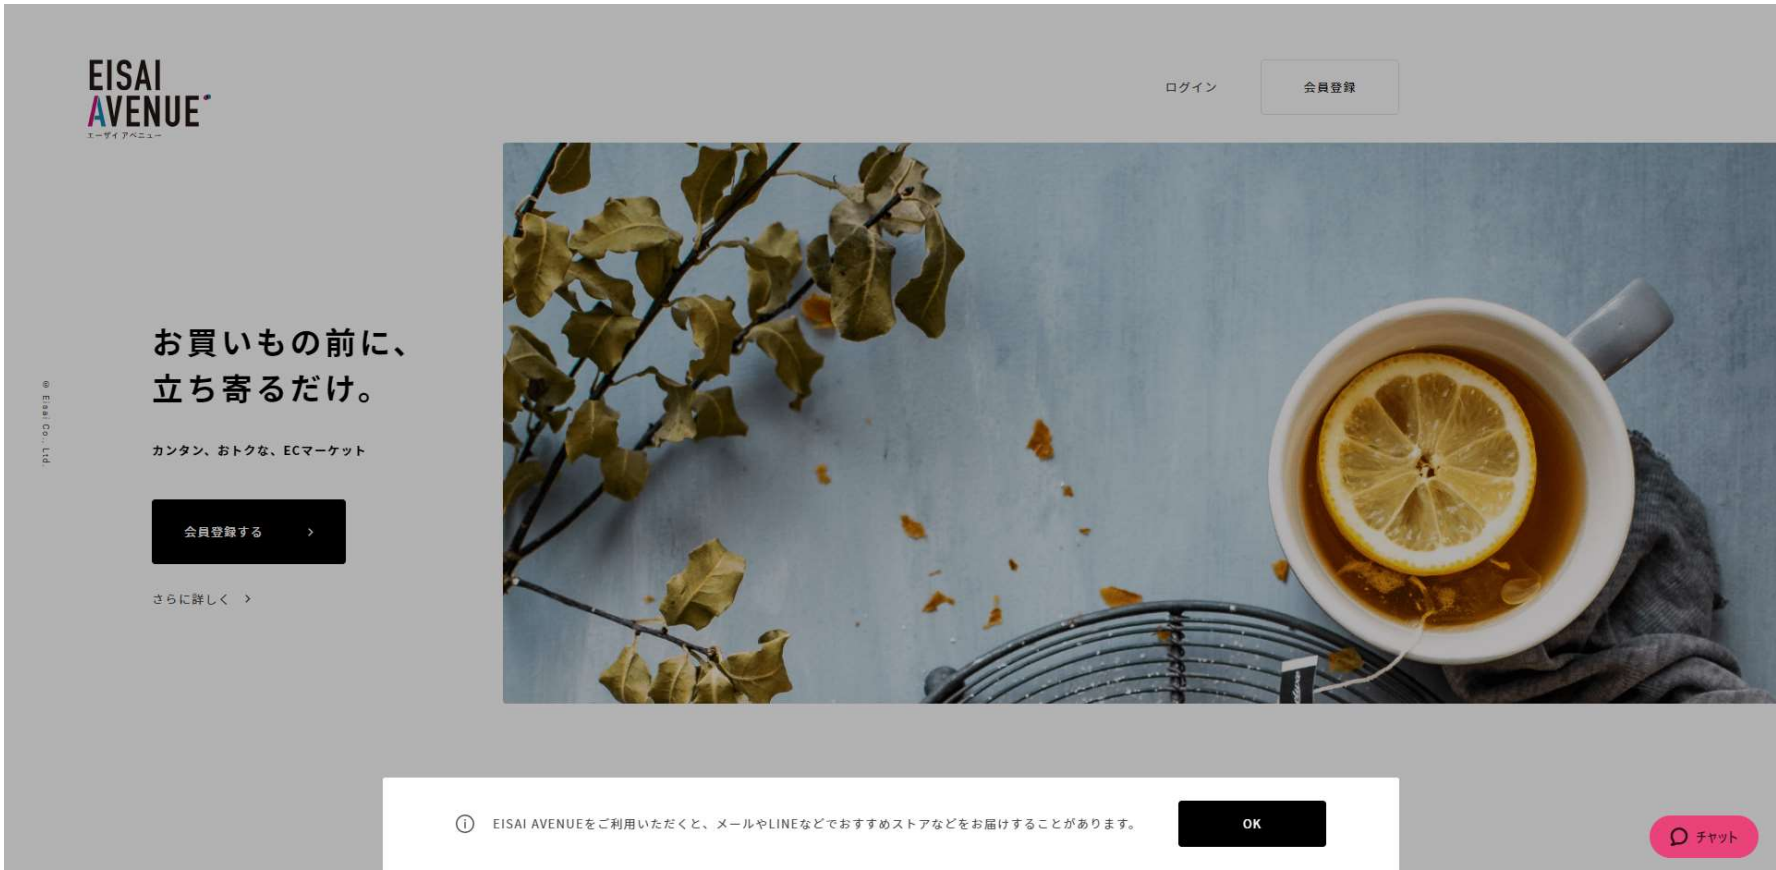 EISAI
AVENUE
エーザイ アベニュー
ログイン
会員登録
お買いもの前に、
立ち寄るだけ。
カンタン、おトクな、ECマーケット
会員登録する
さらに詳しく
© Eisai Co., Ltd.
EISAI AVENUEをご利用いただくと、メールやLINEなどでおすすめストアなどをお届けすることがあります。
OK
チャット